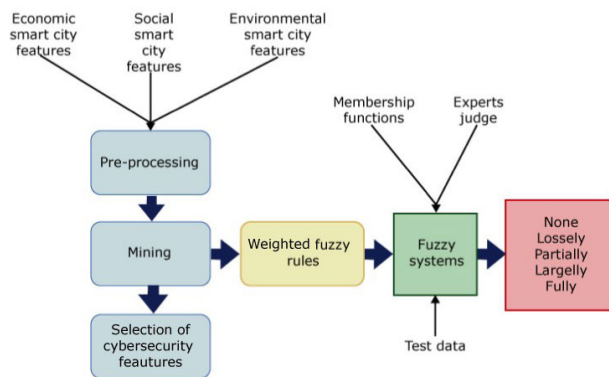 Economic
smart city
features
Social
smart
city
features
Environmental
smart city
features
Membership
functions
Experts
judge
Pre-processing
Mining
Weighted fuzzy
rules
Fuzzy
systems
None
Lossely
Partially
Largelly
Fully
Selection of
cybersecurity
feautures
Test data